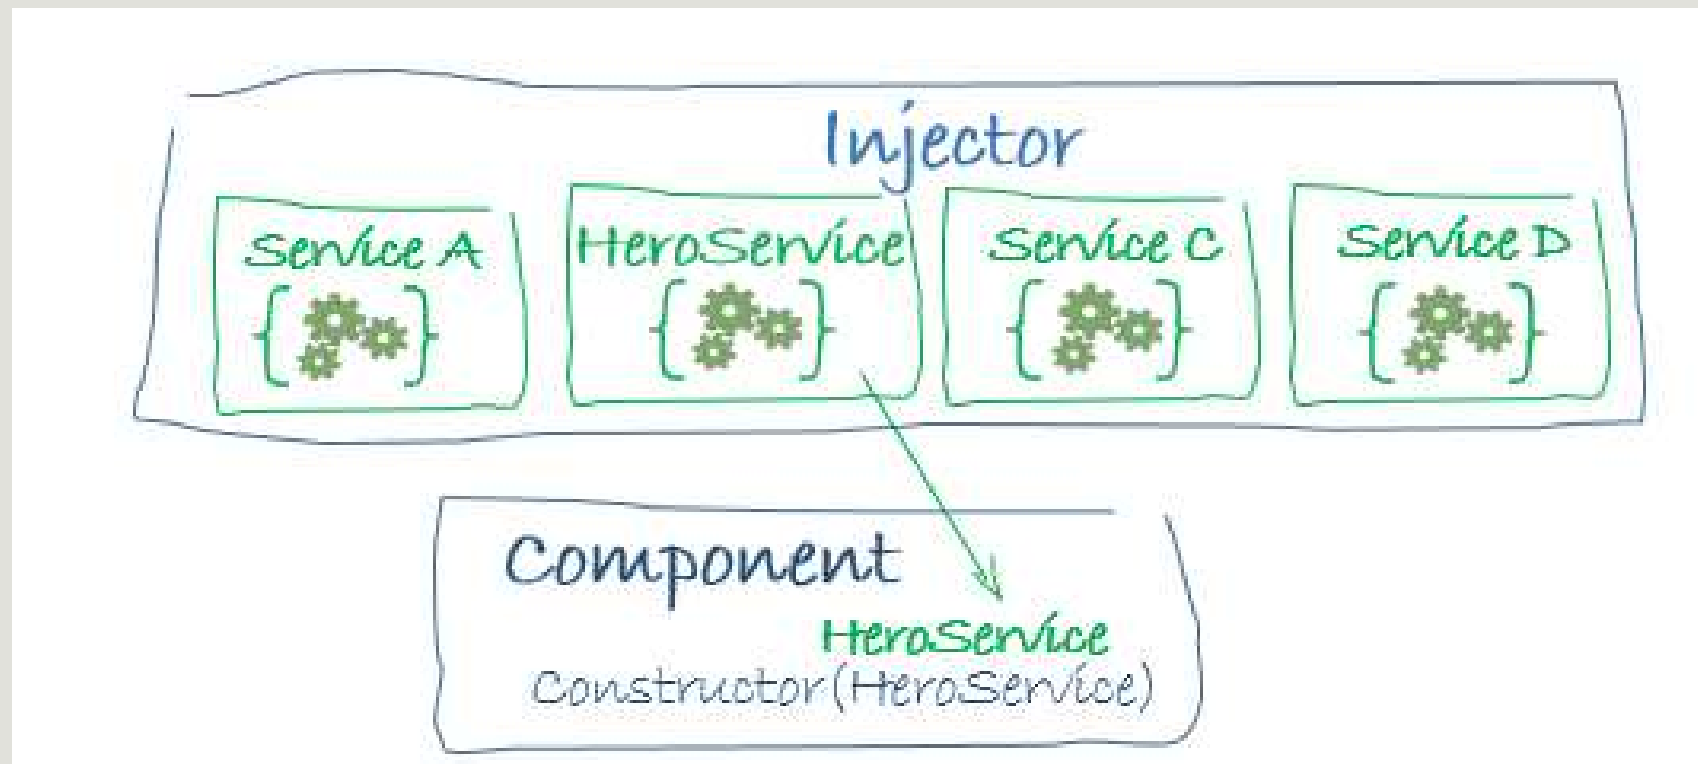 Injector
Service A
HeroService
Service C
Service D
Component
HeroService
Constructor(HeroService)